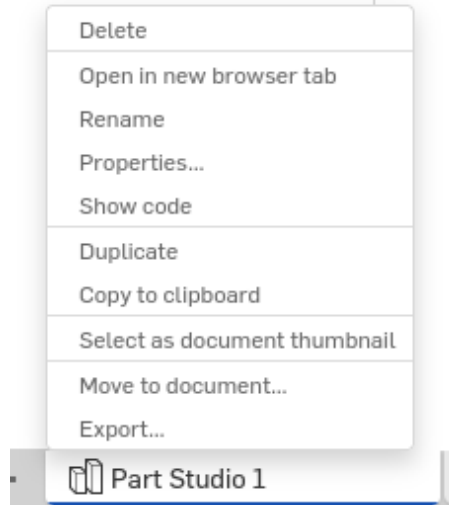 Delete
Open in new browser tab
Rename
Properties...
Show code
Duplicate
Copy to clipboard
Select as document thumbnail
Move to document...
Export...
Part Studio 1